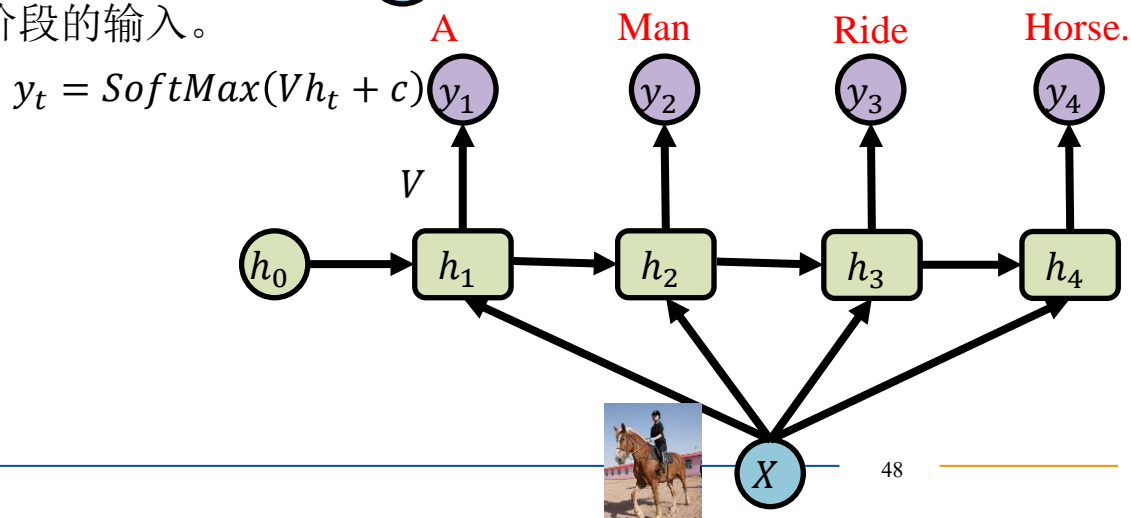 阶段的输入。
A Man Ride Horse.
y_t = SoftMax(Vh_t + c)
y_1 y_2 y_3 y_4
V
h_0 h_1 h_2 h_3 h_4
X
48